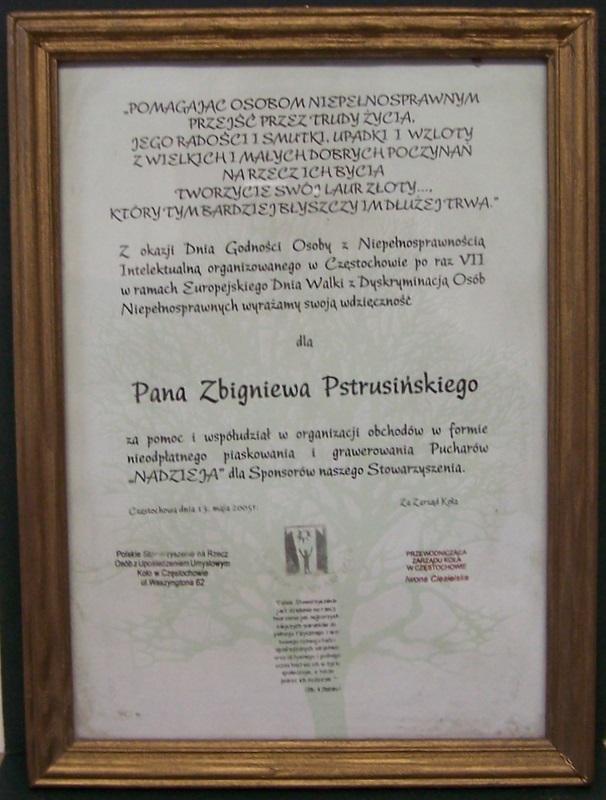 „POMAGAJĄC OSOBOM NIEPEŁNOSPRAWNYM
PRZEJŚĆ PRZEZ TRUDY ŻYCIA,
JEGO RADOŚCI I SMUTKI, UPADKI I WZLOTY
Z WIELKICH I MAŁYCH DOBRYCH POCZYNAŃ
NA RZECZ ICH BYCIA
TWORZYCIE SWÓJ LAUR ZŁOTY...,
KTÓRY TYM BARDZIEJ BŁYSZCZY IM DŁUŻEJ TRWA."
Z okazji Dnia Godności Osoby z Niepełnosprawnością
Intelektualną organizowanego w Częstochowie po raz VII
w ramach Europejskiego Dnia Walki z Dyskryminacją Osób
Niepełnosprawnych wyrażamy swoją wdzięczność
dla
Pana Zbigniewa Pstrusińskiego
za pomoc i współudział w organizacji obchodów w formie
nieodpłatnego piaskowania i grawerowania Pucharów
„NADZIEJA" dla Sponsorów naszego Stowarzyszenia.
Częstochowa dnia 13. maja 2005r.
Za Zarząd Koła
Polskie Stowarzyszenie na Rzecz
Osób z Upośledzeniem Umysłowym
Koło w Częstochowie
ul. Waszyngtona 62
PRZEWODNICZĄCA
ZARZĄDU KOŁA
W CZĘSTOCHOWIE
Iwona Ciezielska